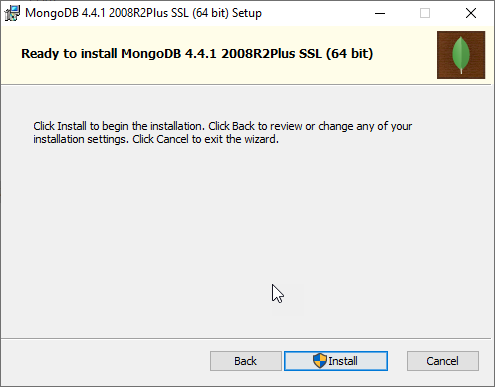 MongoDB 4.4.1 2008R2Plus SSL (64 bit) Setup
Ready to install MongoDB 4.4.1 2008R2Plus SSL (64 bit)
Click Install to begin the installation. Click Back to review or change any of your
installation settings. Click Cancel to exit the wizard.
Back Install Cancel